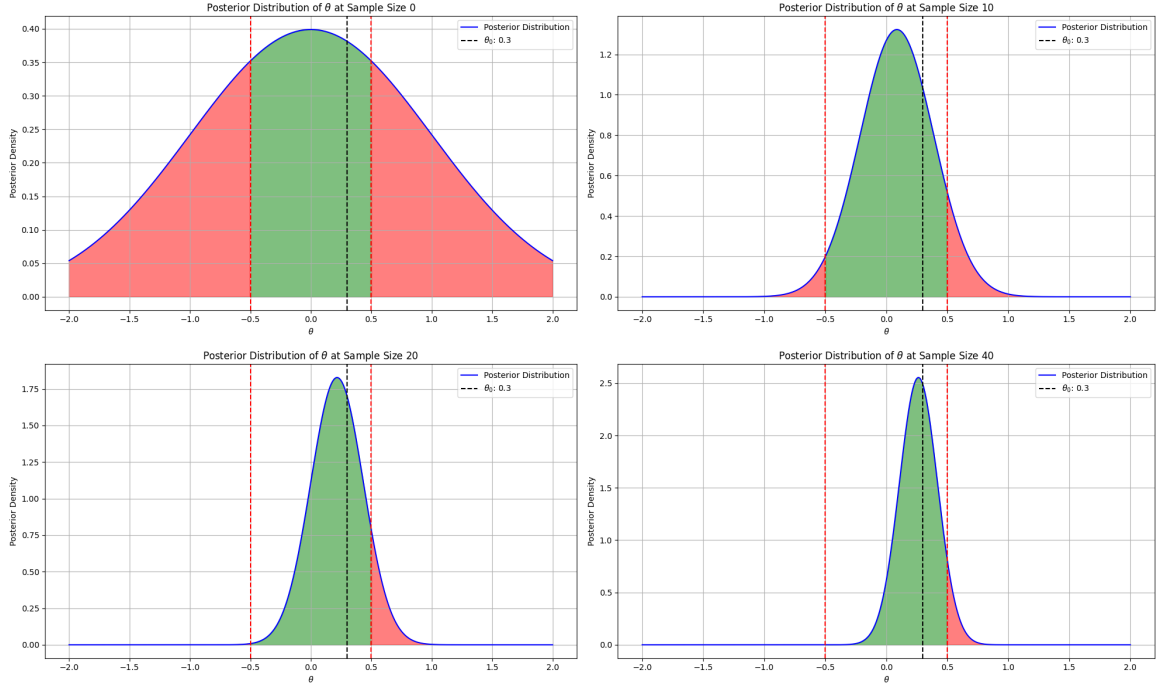 Posterior Distribution of θ at Sample Size 0
Posterior Distribution
θ₀: 0.3
Posterior Density
0.40
0.35
0.30
0.25
0.20
0.15
0.10
0.05
0.00
−2.0 −1.5 −1.0 −0.5 0.0 0.5 1.0 1.5 2.0
θ
Posterior Distribution of θ at Sample Size 10
Posterior Distribution
θ₀: 0.3
Posterior Density
1.2
1.0
0.8
0.6
0.4
0.2
0.0
−2.0 −1.5 −1.0 −0.5 0.0 0.5 1.0 1.5 2.0
θ
Posterior Distribution of θ at Sample Size 20
Posterior Distribution
θ₀: 0.3
Posterior Density
1.75
1.50
1.25
1.00
0.75
0.50
0.25
0.00
−2.0 −1.5 −1.0 −0.5 0.0 0.5 1.0 1.5 2.0
θ
Posterior Distribution of θ at Sample Size 40
Posterior Distribution
θ₀: 0.3
Posterior Density
2.5
2.0
1.5
1.0
0.5
0.0
−2.0 −1.5 −1.0 −0.5 0.0 0.5 1.0 1.5 2.0
θ